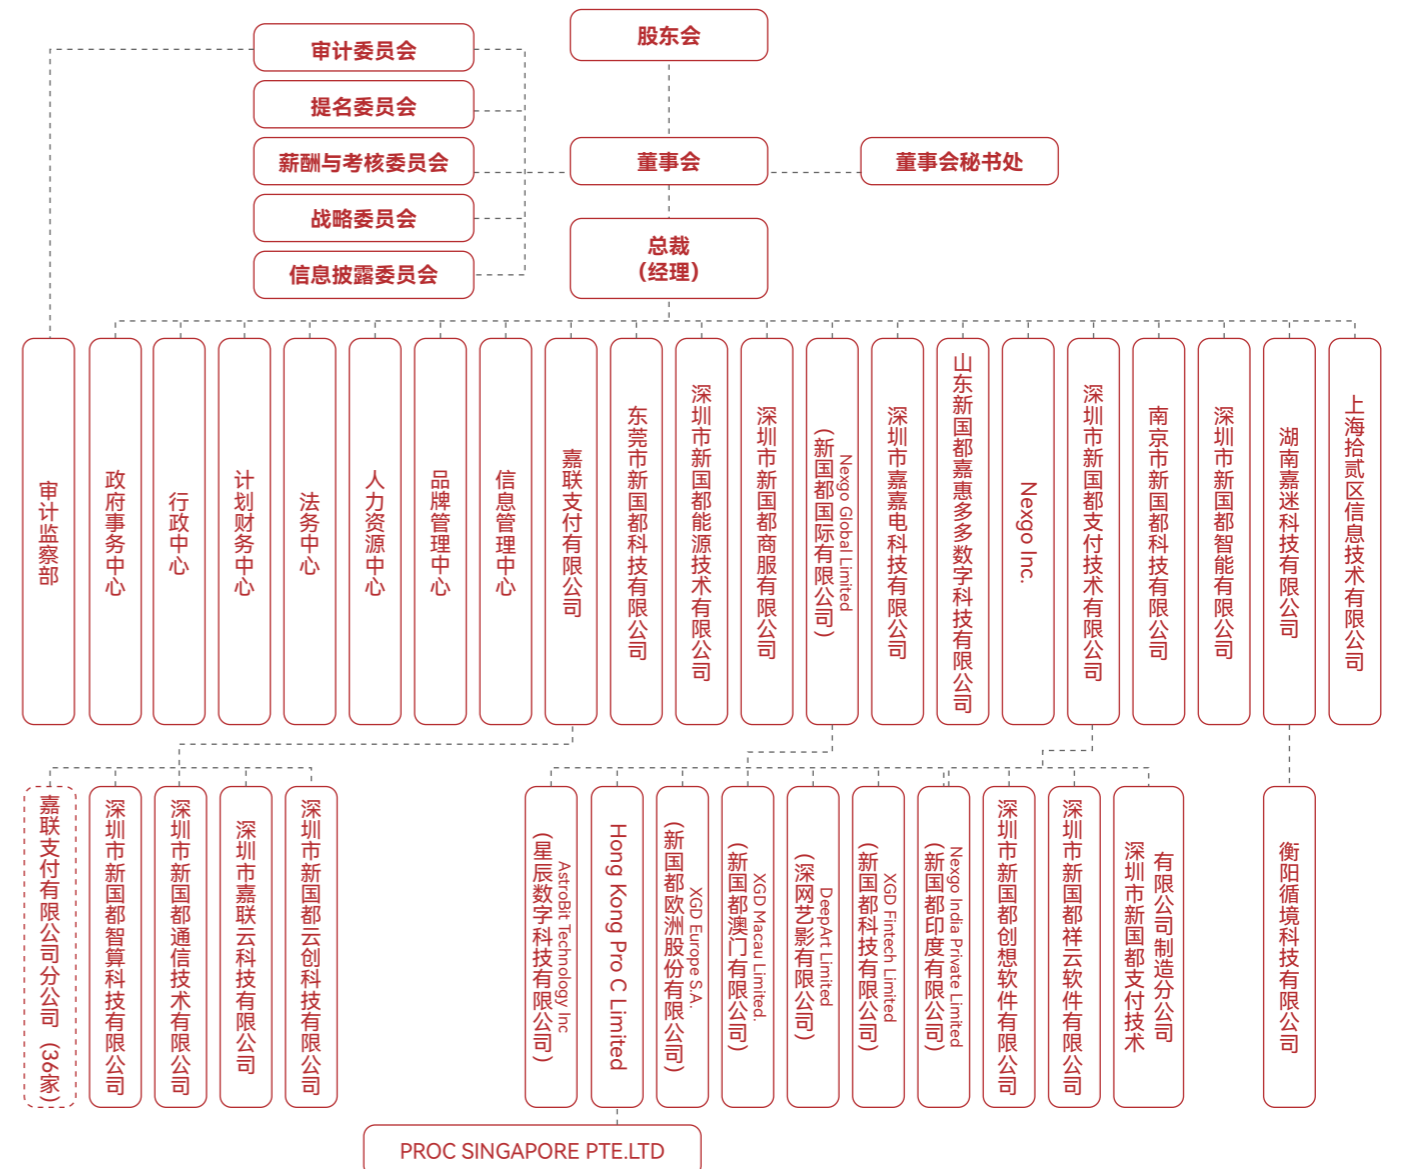 审计委员会
股东会
提名委员会
薪酬与考核委员会
董事会
董事会秘书处
战略委员会
总裁
（经理）
信息披露委员会
审计监察部
政府事务中心
行政中心
计划财务中心
法务中心
人力资源中心
品牌管理中心
信息管理中心
嘉联支付有限公司
东莞市新国都科技有限公司
深圳市新国都能源技术有限公司
深圳市新国都商服有限公司
Nexgo Global Limited
（新国都国际有限公司）
深圳市嘉嘉电科技有限公司
山东新国都嘉惠多多数字科技有限公司
Nexgo Inc.
深圳市新国都支付技术有限公司
南京市新国都科技有限公司
深圳市新国都智能有限公司
湖南嘉迷科技有限公司
上海拾贰区信息技术有限公司
嘉联支付有限公司分公司（36家）
深圳市新国都智算科技有限公司
深圳市新国都通信技术有限公司
深圳市嘉联云科技有限公司
深圳市新国都云创科技有限公司
AstroBit Technology Inc
（星辰数字科技有限公司）
Hong Kong Pro C Limited
XGD Europe S.A.
（新国都欧洲股份有限公司）
XGD Macau Limited.
（新国都澳门有限公司）
DeepArt Limited
（深网艺影有限公司）
XGD Fintech Limited
（新国都科技有限公司）
Nexgo India Private Limited
（新国都印度有限公司）
深圳市新国都创想软件有限公司
深圳市新国都祥云软件有限公司
深圳市新国都支付技术
有限公司制造分公司
衡阳循境科技有限公司
PROC SINGAPORE PTE.LTD